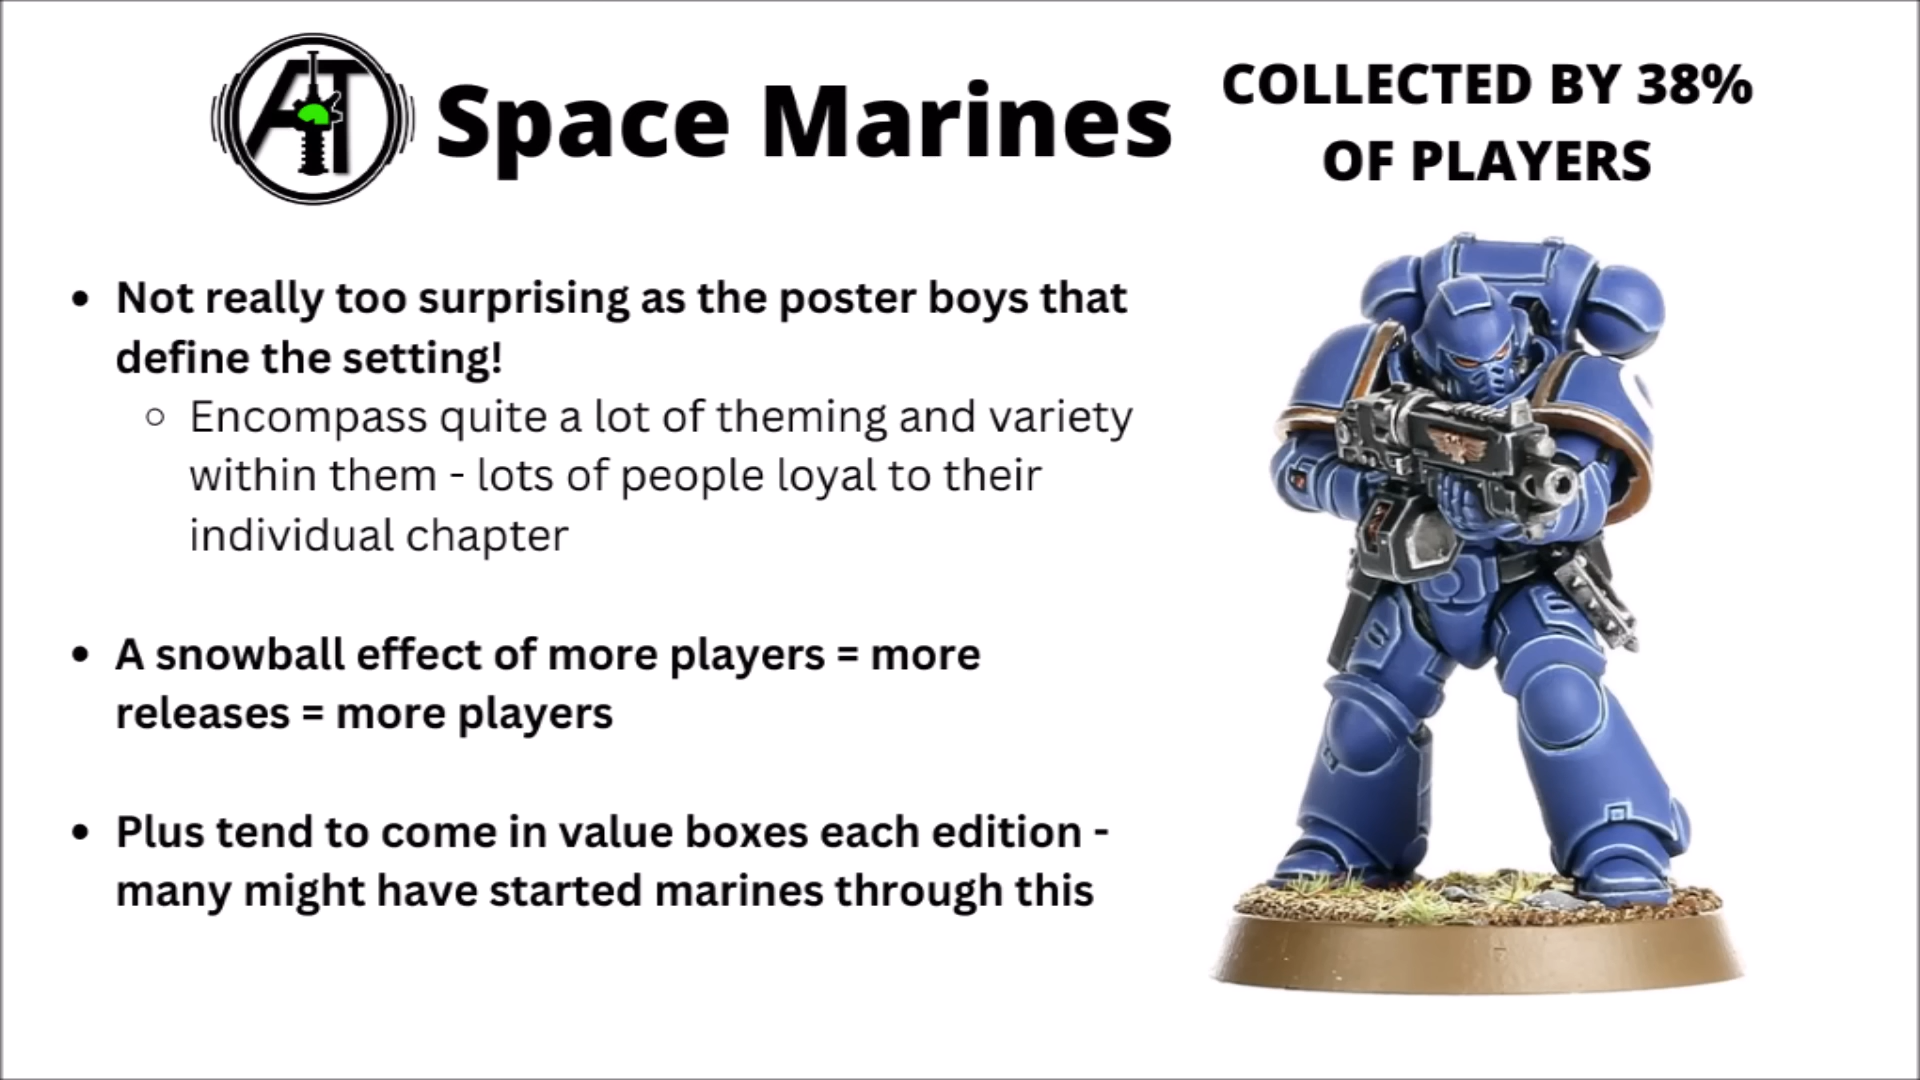 AT
Space Marines
COLLECTED BY 38%
OF PLAYERS
• Not really too surprising as the poster boys that
define the setting!
○ Encompass quite a lot of theming and variety
within them - lots of people loyal to their
individual chapter
• A snowball effect of more players = more
releases = more players
• Plus tend to come in value boxes each edition -
many might have started marines through this